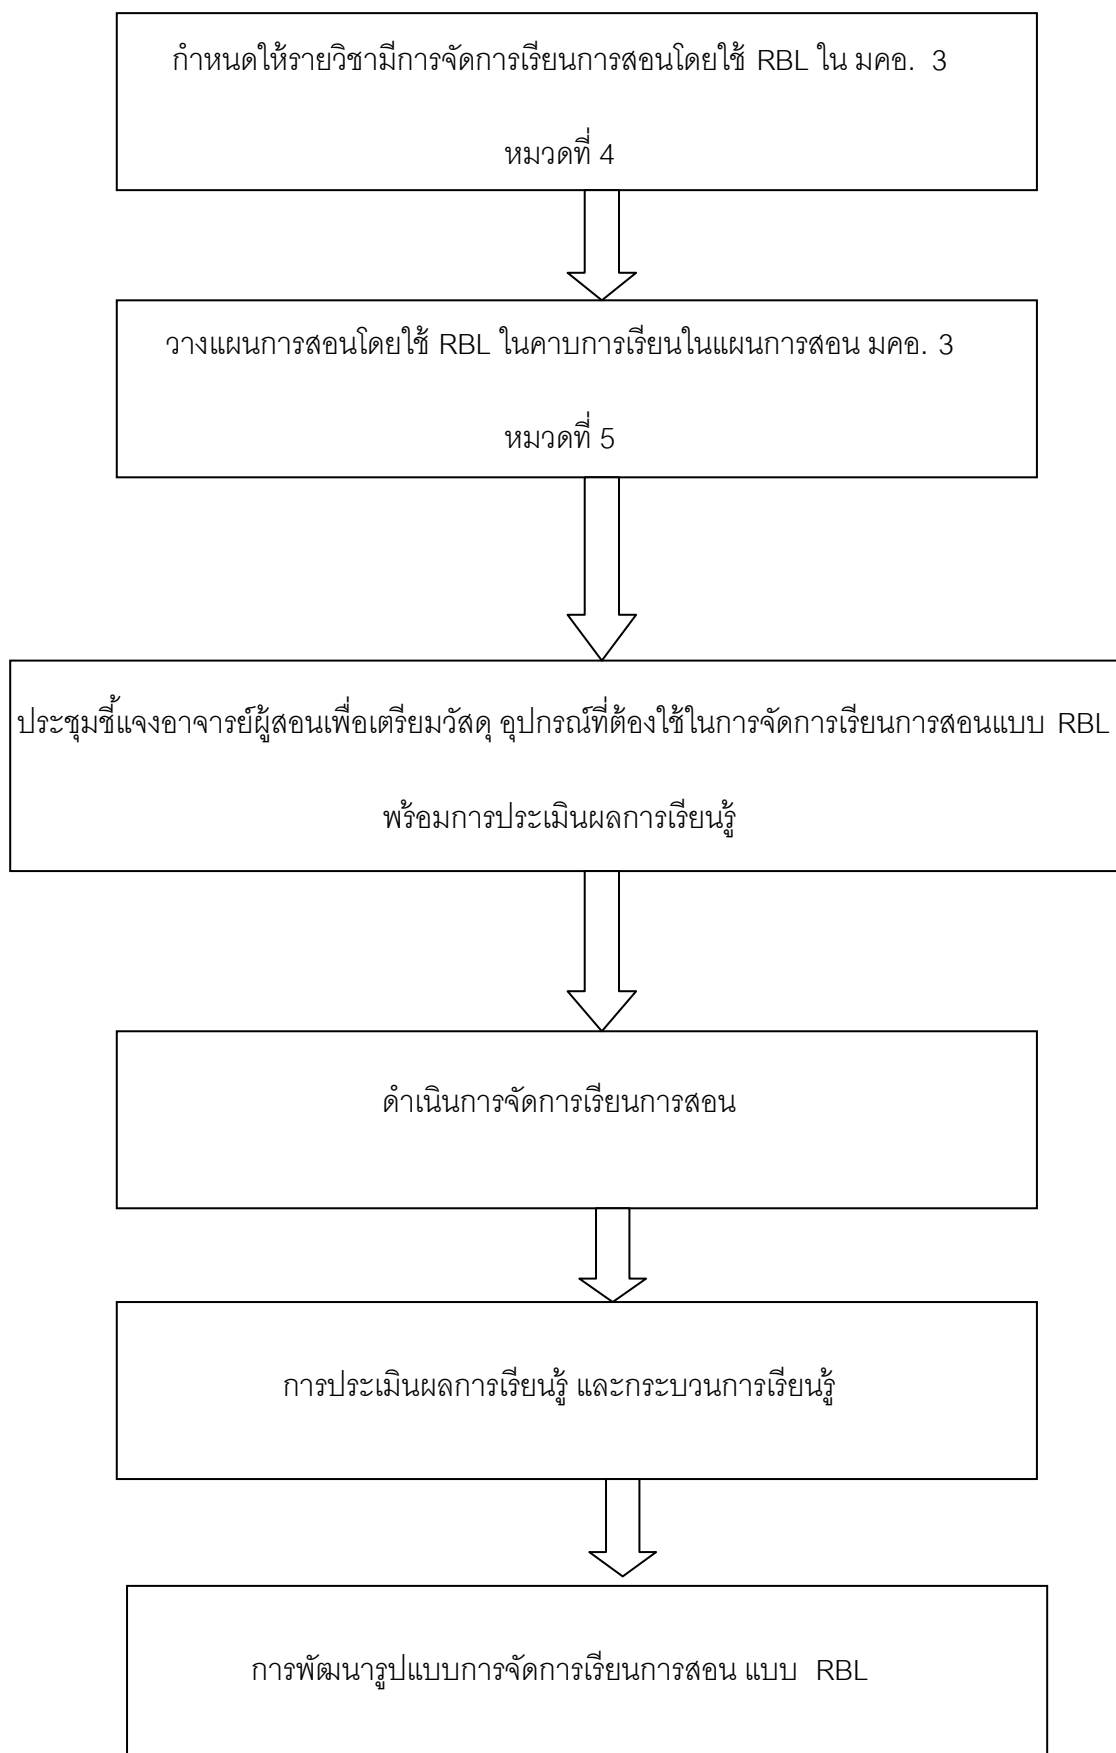 กำหนดให้รายวิชามีการจัดการเรียนการสอนโดยใช้ RBL ใน มคอ. 3
หมวดที่ 4
วางแผนการสอนโดยใช้ RBL ในคาบการเรียนในแผนการสอน มคอ. 3
หมวดที่ 5
ประชุมชี้แจงอาจารย์ผู้สอนเพื่อเตรียมวัสดุ อุปกรณ์ที่ต้องใช้ในการจัดการเรียนการสอนแบบ RBL
พร้อมการประเมินผลการเรียนรู้
ดำเนินการจัดการเรียนการสอน
การประเมินผลการเรียนรู้ และกระบวนการเรียนรู้
การพัฒนารูปแบบการจัดการเรียนการสอน แบบ RBL